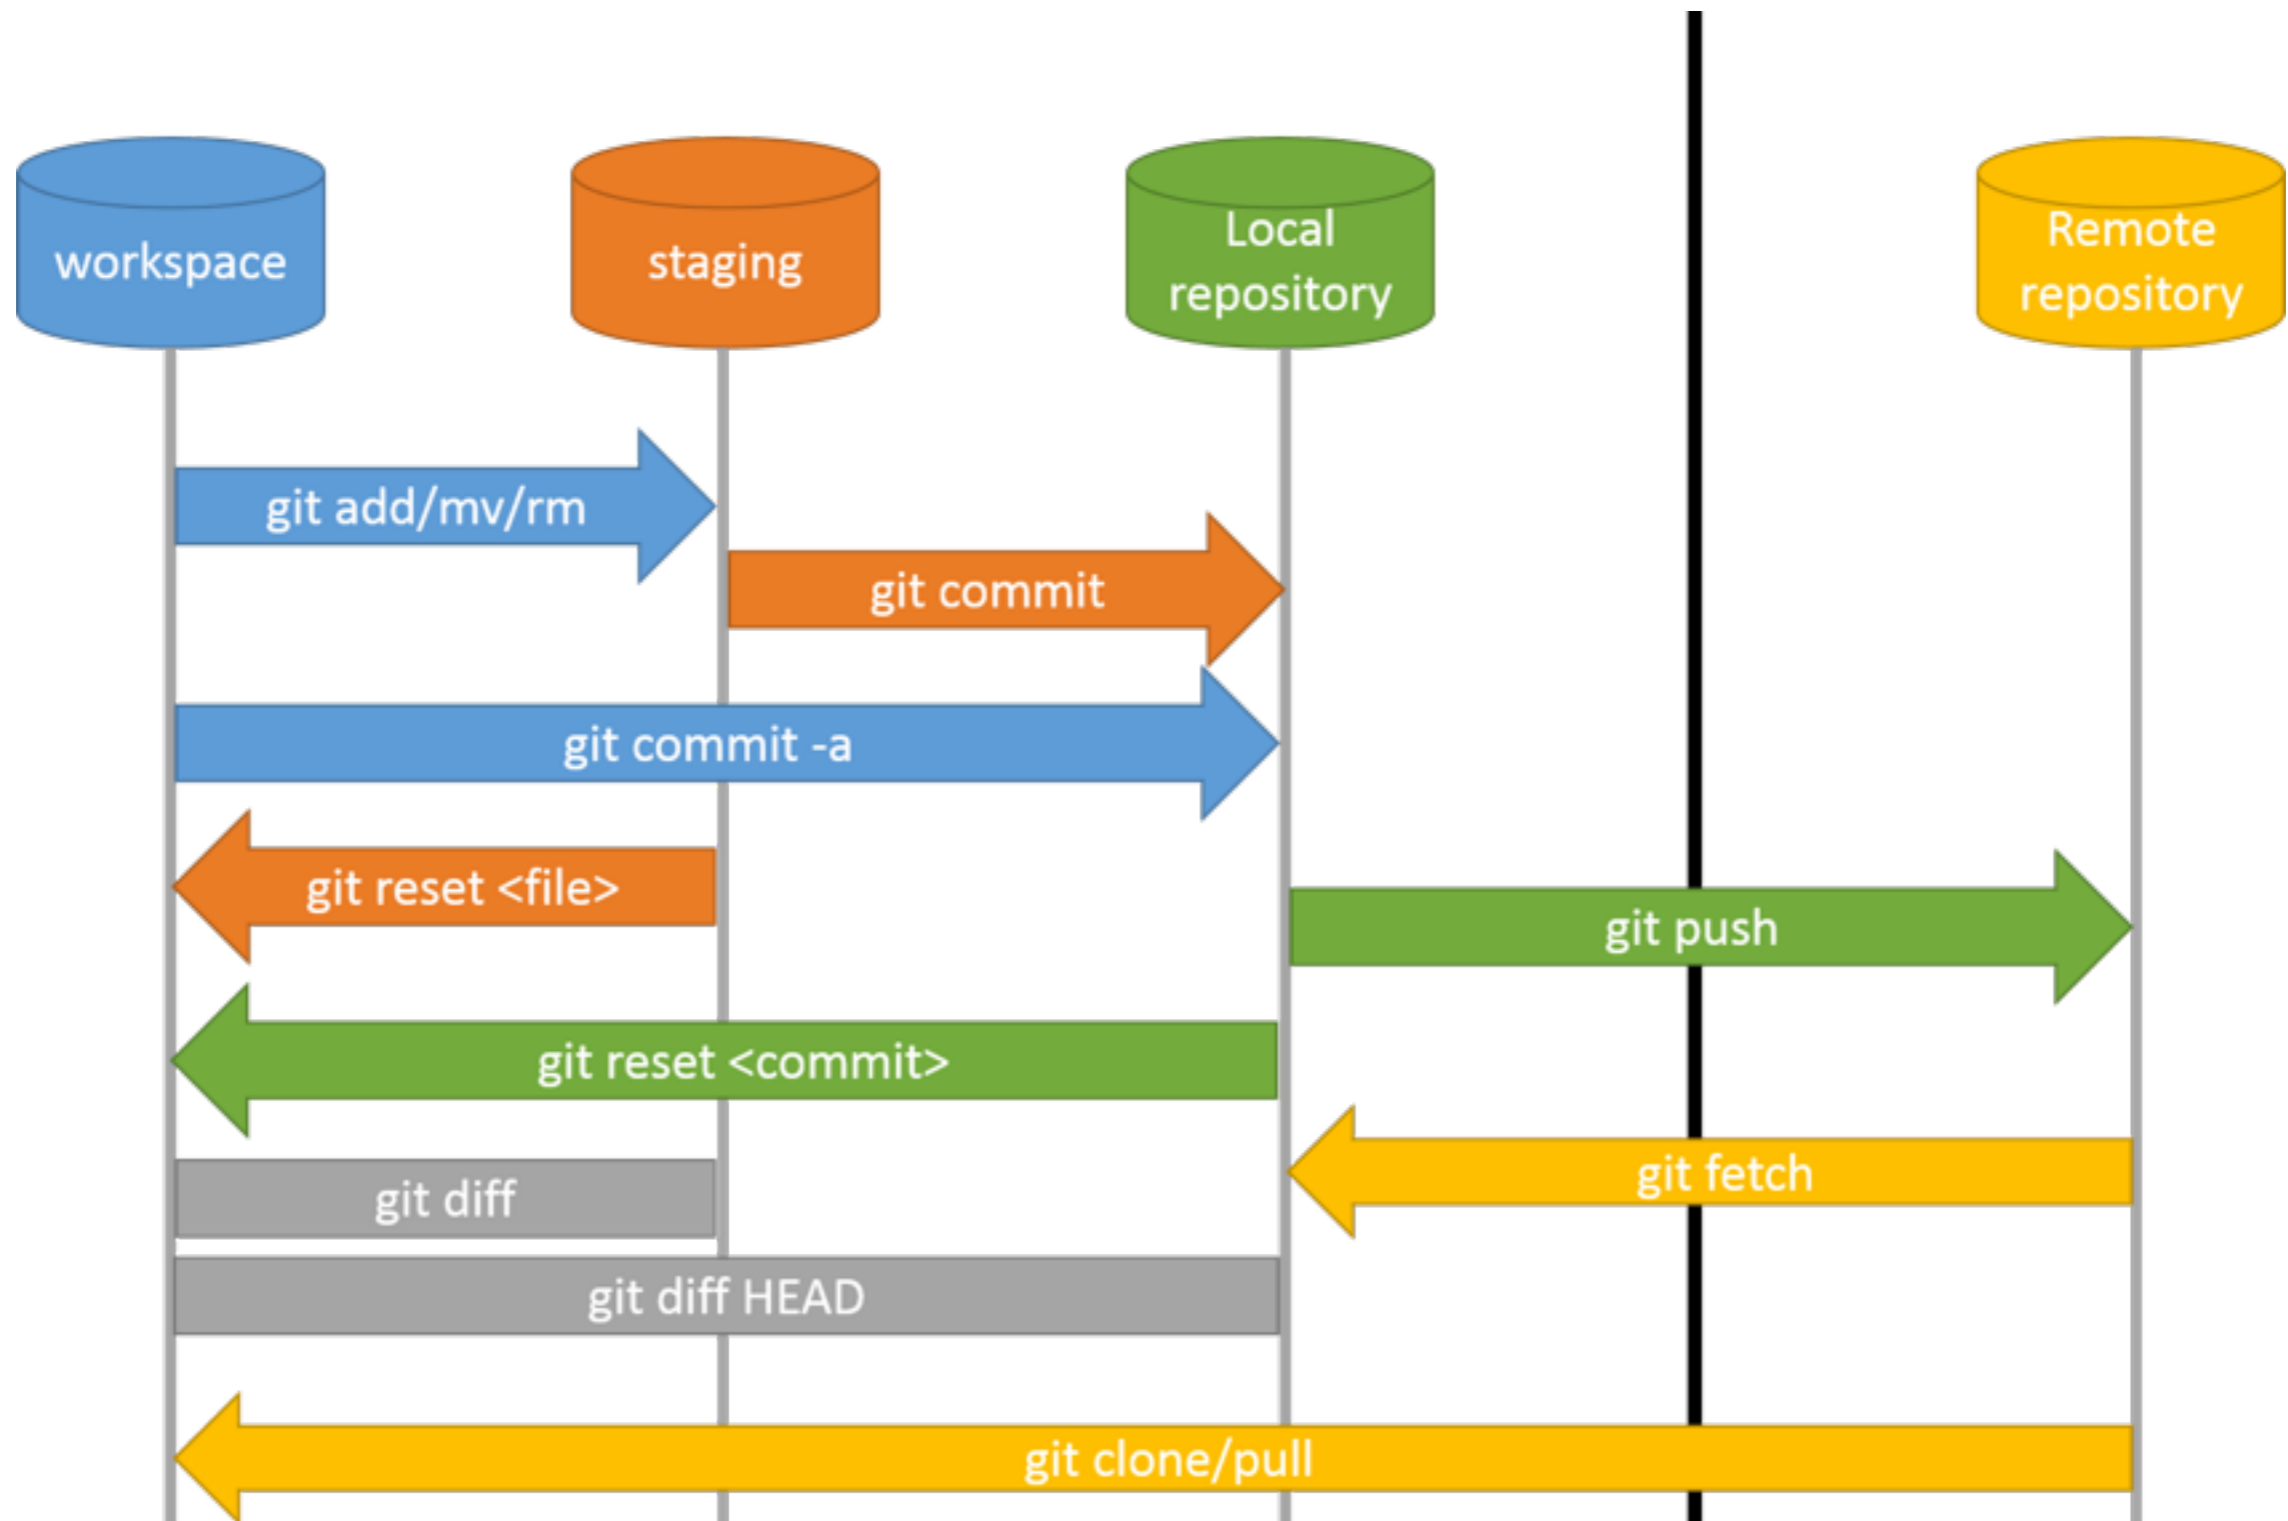 workspace
staging
Local
repository
Remote
repository
git add/mv/rm
git commit
git commit -a
git reset <file>
git push
git reset <commit>
git fetch
git diff
git diff HEAD
git clone/pull